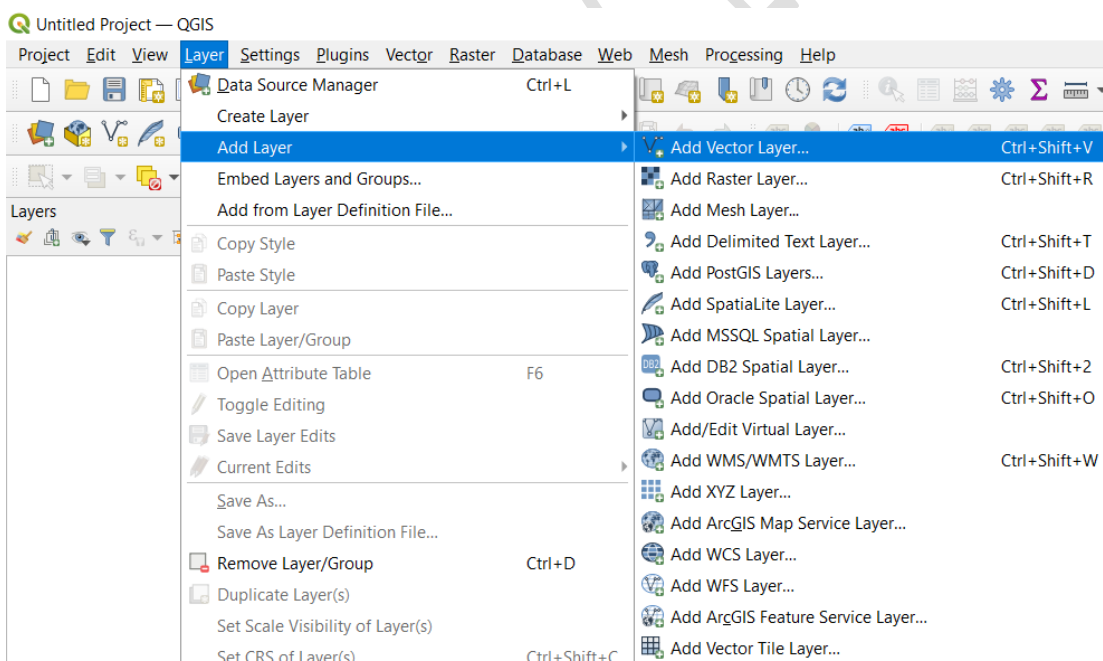 Untitled Project — QGIS
Project Edit View Layer Settings Plugins Vector Raster Database Web Mesh Processing Help
Data Source Manager Ctrl+L
Create Layer
Add Layer
Embed Layers and Groups...
Add from Layer Definition File...
Layers
Copy Style
Paste Style
Copy Layer
Paste Layer/Group
Open Attribute Table F6
Toggle Editing
Save Layer Edits
Current Edits
Save As...
Save As Layer Definition File...
Remove Layer/Group Ctrl+D
Duplicate Layer(s)
Set Scale Visibility of Layer(s)
Set CRS of Layer(s) Ctrl+Shift+C
Add Vector Layer... Ctrl+Shift+V
Add Raster Layer... Ctrl+Shift+R
Add Mesh Layer...
Add Delimited Text Layer... Ctrl+Shift+T
Add PostGIS Layers... Ctrl+Shift+D
Add SpatiaLite Layer... Ctrl+Shift+L
Add MSSQL Spatial Layer...
DB2 Add DB2 Spatial Layer... Ctrl+Shift+2
Add Oracle Spatial Layer... Ctrl+Shift+O
Add/Edit Virtual Layer...
Add WMS/WMTS Layer... Ctrl+Shift+W
Add XYZ Layer...
Add ArcGIS Map Service Layer...
Add WCS Layer...
Add WFS Layer...
Add ArcGIS Feature Service Layer...
Add Vector Tile Layer...